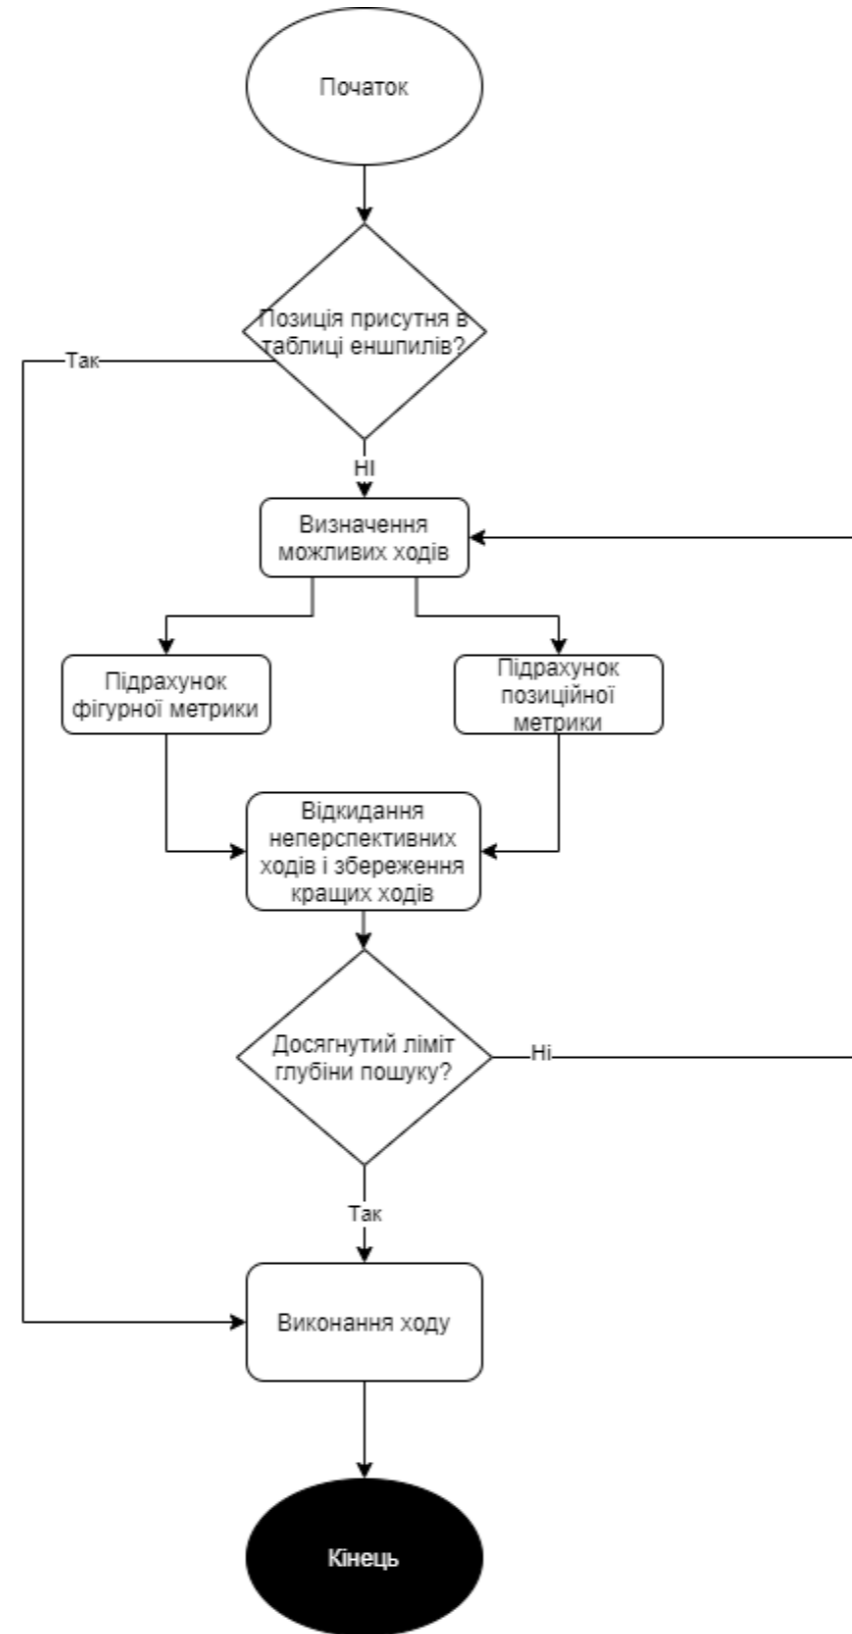 Початок
Позиція присутня в
таблиці еншпилів?
Так
НІ
Визначення
можливих ходів
Підрахунок
фігурної метрики
Підрахунок
позиційної
метрики
Відкидання
неперспективних
ходів і збереження
кращих ходів
Досягнутий ліміт
глубіни пошуку?
Ні
Так
Виконання ходу
Кінець